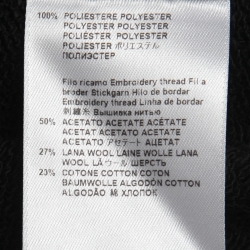 100% POLIESTERE POLYESTER
POLYESTER POLYESTER
POLIÉSTER POLYESTER
POLIESTER ポリエステル
ПОЛИЭСТЕР
Filo ricamo Embroidery thread Fil a
broder Stickgarn Hilo de bordar
Embroidery thread Linha de bordar
刺繍糸 Вышивка нитью
50% ACETATO ACETATE ACÉTATE
ACETAT ACETATO ACETATE
ACETATO アセテート АЦЕТАТ
27% LANA WOOL LAINE WOLLE LANA
WOOL LÃ ウール ШЕРСТЬ
23% COTONE COTTON COTON
BAUMWOLLE ALGODÓN COTTON
ALGODÃO 綿 ХЛОПОК